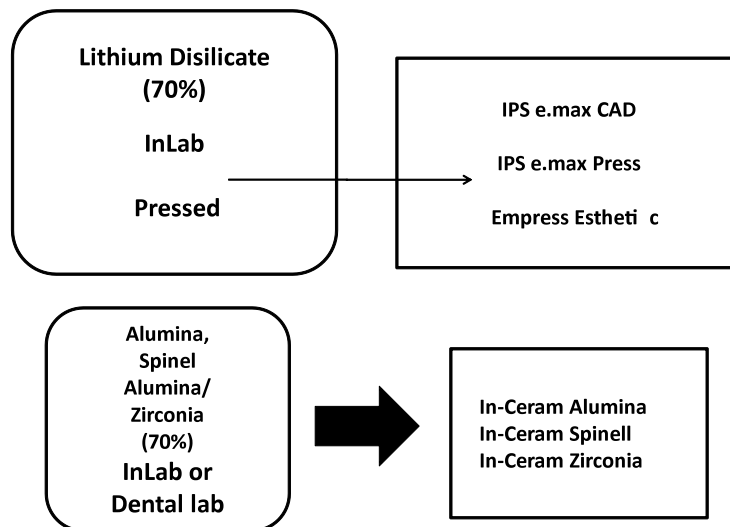 Lithium Disilicate
(70%)
InLab
Pressed
IPS e.max CAD
IPS e.max Press
Empress Estheti c
Alumina,
Spinel
Alumina/
Zirconia
(70%)
InLab or
Dental lab
In-Ceram Alumina
In-Ceram Spinell
In-Ceram Zirconia